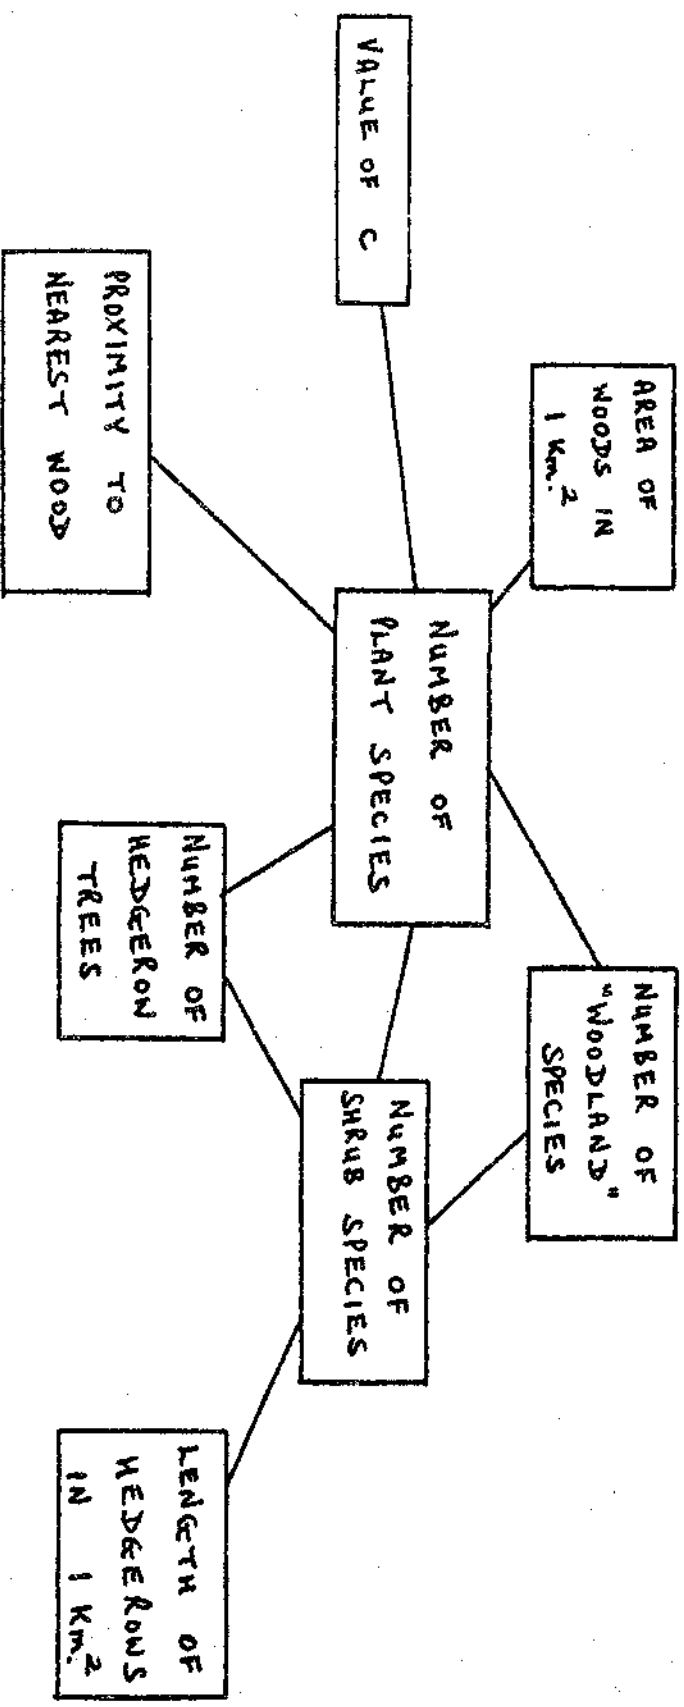 AREA OF
WOODS IN
1 Km.²
NUMBER OF
"WOODLAND"
SPECIES
VALUE OF C
NUMBER OF
PLANT SPECIES
NUMBER OF
SHRUB SPECIES
PROXIMITY TO
NEAREST WOOD
NUMBER OF
HEDGERON
TREES
LENGTH OF
HEDGEROWS
IN 1 Km.²